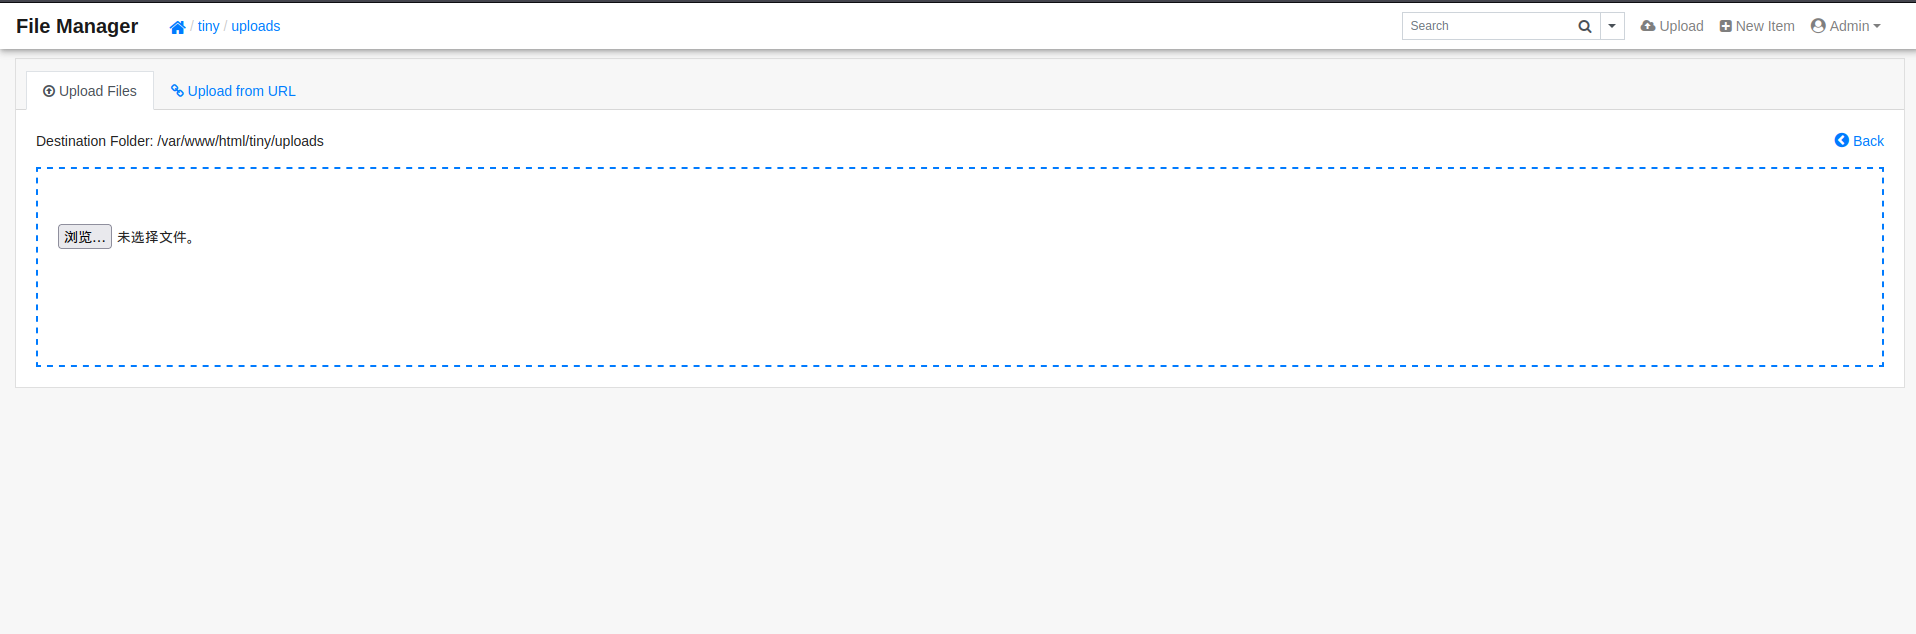 File Manager / tiny / uploads Search Upload New Item Admin
Upload Files Upload from URL
Destination Folder: /var/www/html/tiny/uploads Back
浏览… 未选择文件。